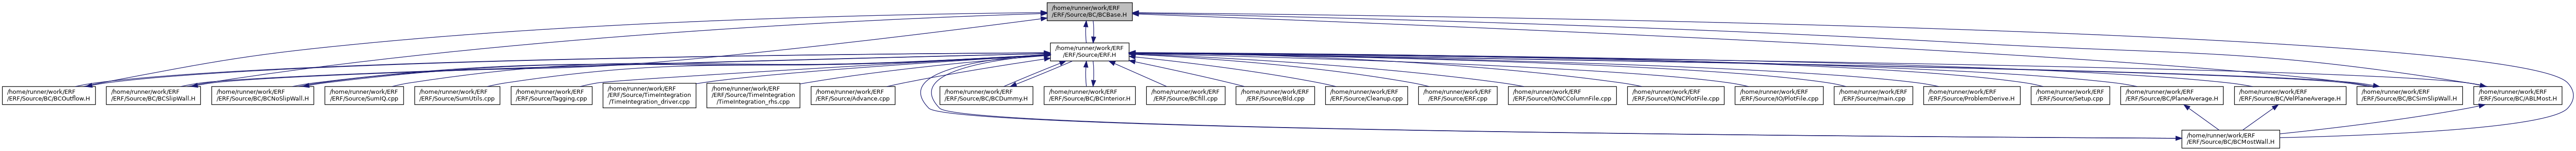 /home/runner/work/ERF
/ERF/Source/BC/BCBase.H
/home/runner/work/ERF
/ERF/Source/ERF.H
/home/runner/work/ERF
/ERF/Source/BC/BCOutflow.H
/home/runner/work/ERF
/ERF/Source/BC/BCSlipWall.H
/home/runner/work/ERF
/ERF/Source/BC/BCNoSlipWall.H
/home/runner/work/ERF
/ERF/Source/SumIQ.cpp
/home/runner/work/ERF
/ERF/Source/SumUtils.cpp
/home/runner/work/ERF
/ERF/Source/Tagging.cpp
/home/runner/work/ERF
/ERF/Source/TimeIntegration
/TimeIntegration_driver.cpp
/home/runner/work/ERF
/ERF/Source/TimeIntegration
/TimeIntegration_rhs.cpp
/home/runner/work/ERF
/ERF/Source/Advance.cpp
/home/runner/work/ERF
/ERF/Source/BC/BCDummy.H
/home/runner/work/ERF
/ERF/Source/BC/BCInterior.H
/home/runner/work/ERF
/ERF/Source/BCfill.cpp
/home/runner/work/ERF
/ERF/Source/Bld.cpp
/home/runner/work/ERF
/ERF/Source/Cleanup.cpp
/home/runner/work/ERF
/ERF/Source/ERF.cpp
/home/runner/work/ERF
/ERF/Source/IO/NCColumnFile.cpp
/home/runner/work/ERF
/ERF/Source/IO/NCPlotFile.cpp
/home/runner/work/ERF
/ERF/Source/IO/PlotFile.cpp
/home/runner/work/ERF
/ERF/Source/main.cpp
/home/runner/work/ERF
/ERF/Source/ProblemDerive.H
/home/runner/work/ERF
/ERF/Source/Setup.cpp
/home/runner/work/ERF
/ERF/Source/BC/PlaneAverage.H
/home/runner/work/ERF
/ERF/Source/BC/VelPlaneAverage.H
/home/runner/work/ERF
/ERF/Source/BC/BCSimSlipWall.H
/home/runner/work/ERF
/ERF/Source/BC/ABLMost.H
/home/runner/work/ERF
/ERF/Source/BC/BCMostWall.H